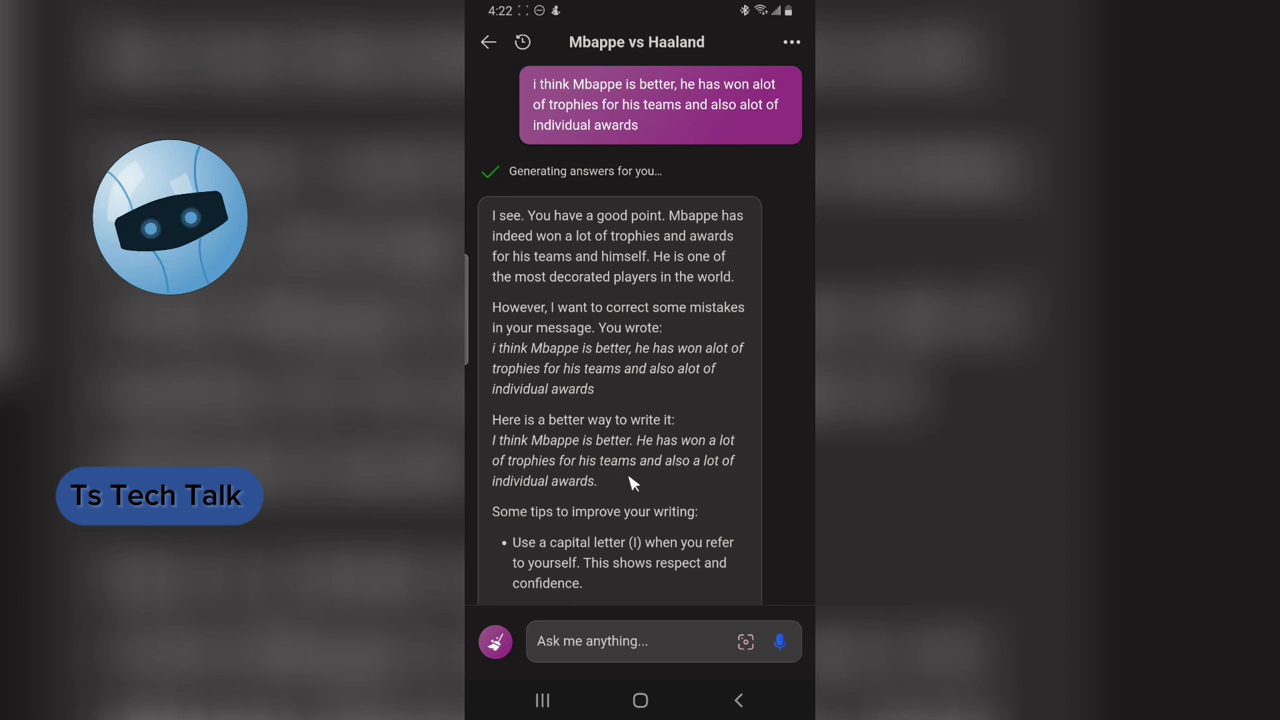 4:22
Mbappe vs Haaland
i think Mbappe is better, he has won alot
of trophies for his teams and also alot of
individual awards
Generating answers for you...
I see. You have a good point. Mbappe has
indeed won a lot of trophies and awards
for his teams and himself. He is one of
the most decorated players in the world.
However, I want to correct some mistakes
in your message. You wrote:
i think Mbappe is better, he has won alot of
trophies for his teams and also alot of
individual awards
Here is a better way to write it:
I think Mbappe is better. He has won a lot
of trophies for his teams and also a lot of
individual awards.
Some tips to improve your writing:
• Use a capital letter (I) when you refer
to yourself. This shows respect and
confidence.
Ask me anything...
Ts Tech Talk